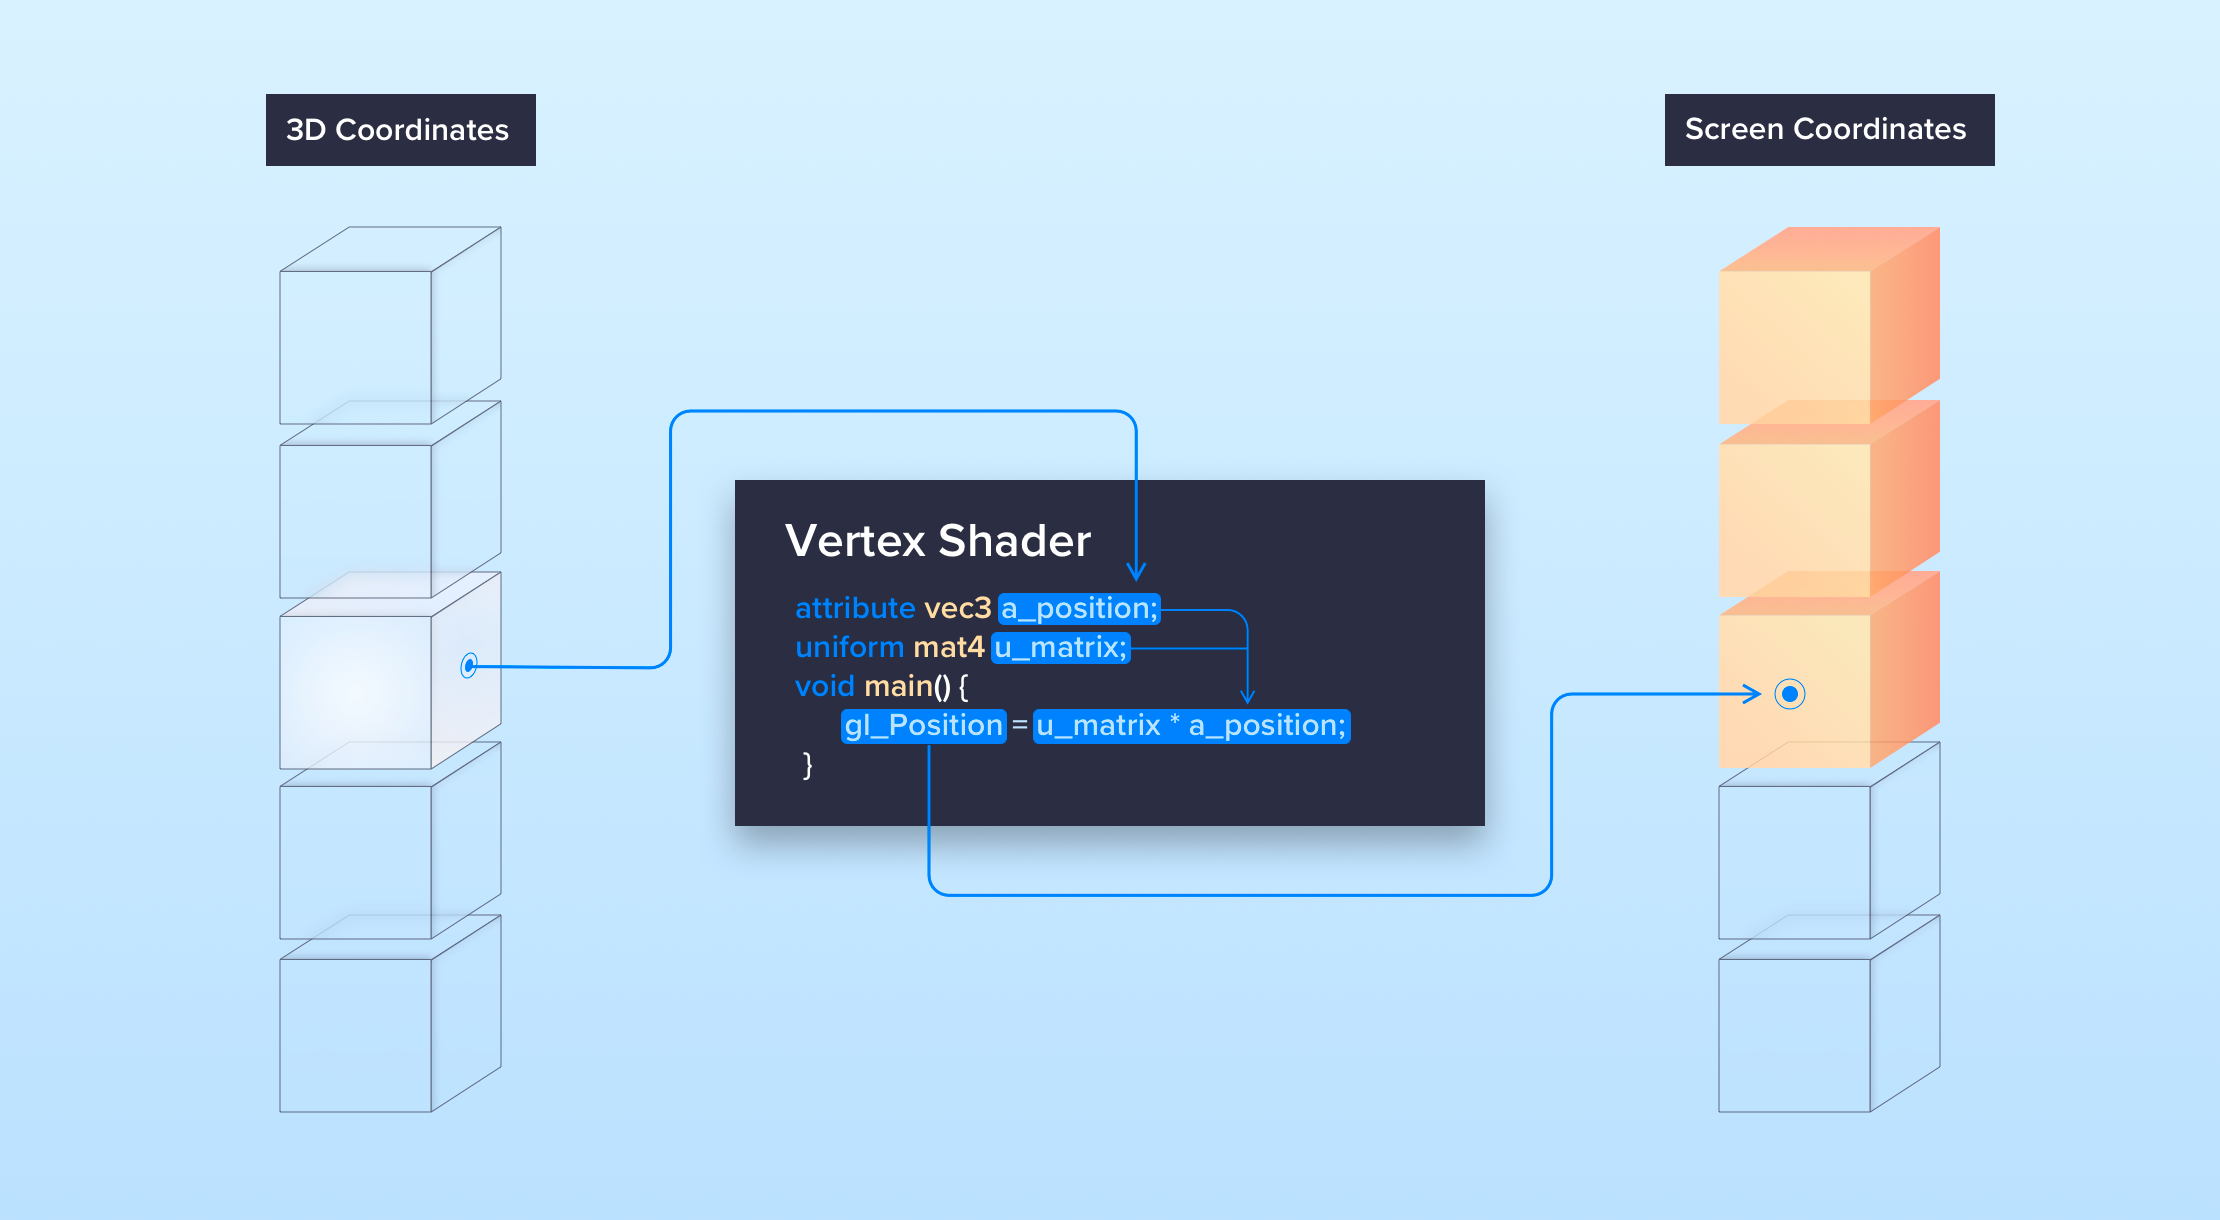 3D Coordinates
Screen Coordinates
Vertex Shader
attribute vec3 a_position;
uniform mat4 u_matrix;
void main() {
gl_Position = u_matrix * a_position;
}